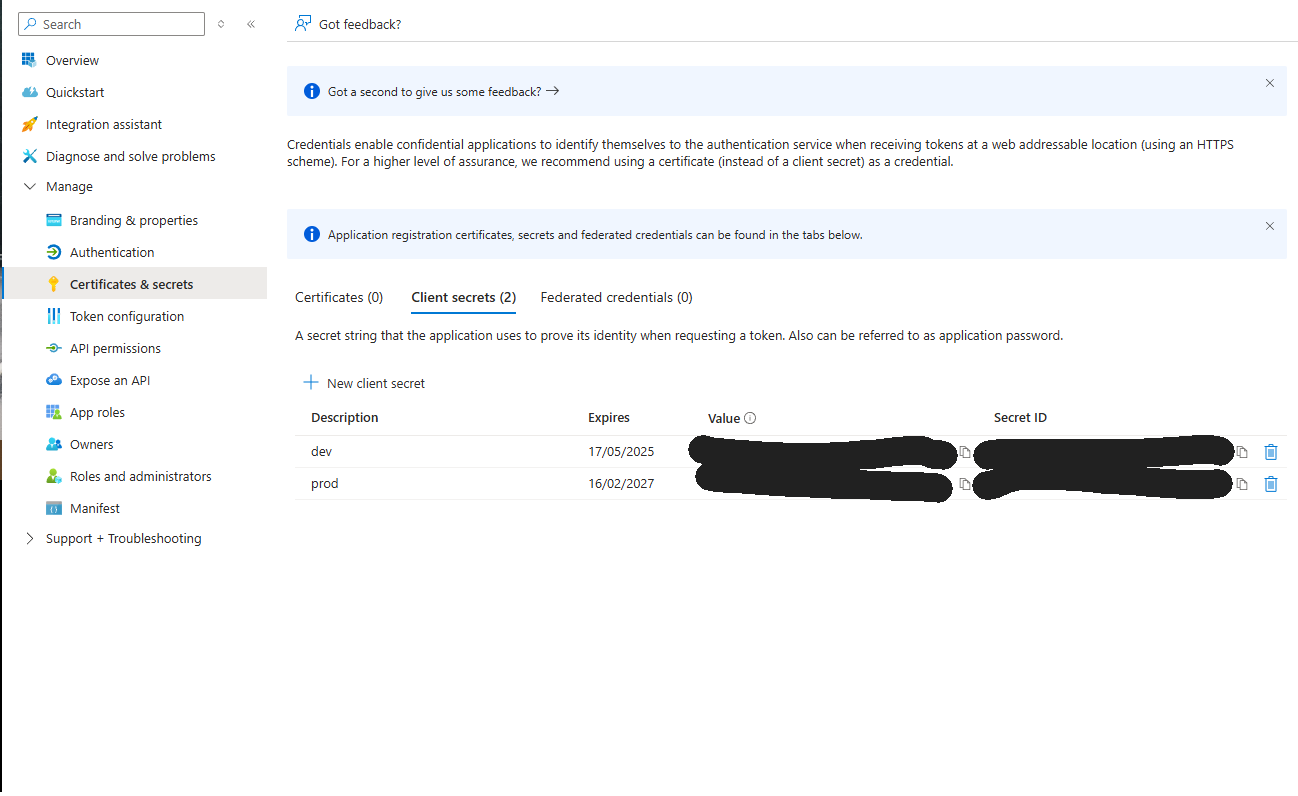 Search
Overview
Quickstart
Integration assistant
Diagnose and solve problems
Manage
Branding & properties
Authentication
Certificates & secrets
Token configuration
API permissions
Expose an API
App roles
Owners
Roles and administrators
Manifest
Support + Troubleshooting
Got feedback?
Got a second to give us some feedback?
Credentials enable confidential applications to identify themselves to the authentication service when receiving tokens at a web addressable location (using an HTTPS
scheme). For a higher level of assurance, we recommend using a certificate (instead of a client secret) as a credential.
Application registration certificates, secrets and federated credentials can be found in the tabs below.
Certificates (0) Client secrets (2) Federated credentials (0)
A secret string that the application uses to prove its identity when requesting a token. Also can be referred to as application password.
New client secret
Description Expires Value Secret ID
dev 17/05/2025
prod 16/02/2027